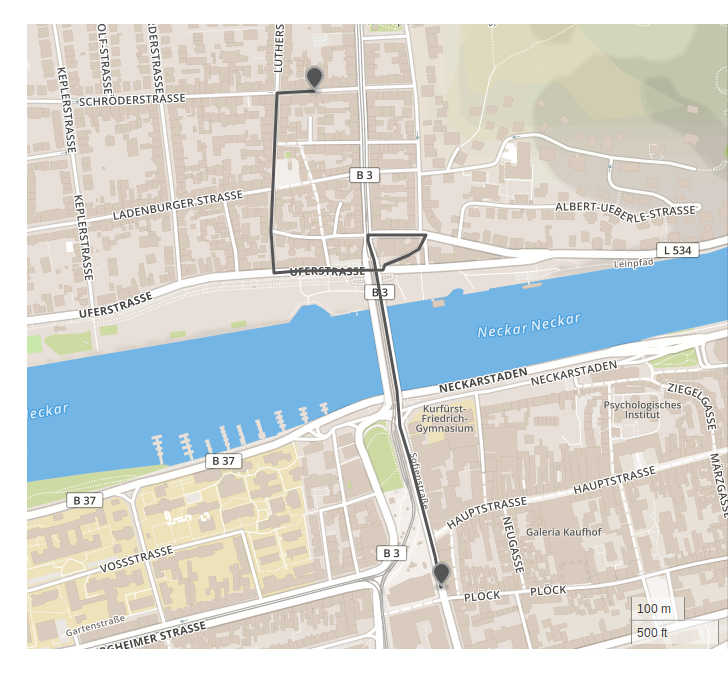 LUTHERS
OLF-STRASSE
DERSTRASSE
KEPLERSTRASSE
SCHRÖDERSTRASSE
B 3
LADENBURGER STRASSE
KEPLERSTRASSE
ALBERT-UEBERLE-STRASSE
L 534
Leinpfad
UFERSTRASSE
B 3
UFERSTRASSE
Neckar Neckar
NECKARSTADEN
NECKARSTADEN
ZIEGELGASSE
Neckar
Kurfürst-
Friedrich-
Gymnasium
Psychologisches
Institut
B 37
Sofienstraße
MÄRZGASSE
B 37
HAUPTSTRASSE
HAUPTSTRASSE
NEUGASSE
Galeria Kaufhof
VOSSSTRASSE
B 3
PLÖCK
PLÖCK
Gartenstraße
RGHEIMER STRASSE
100 m
500 ft